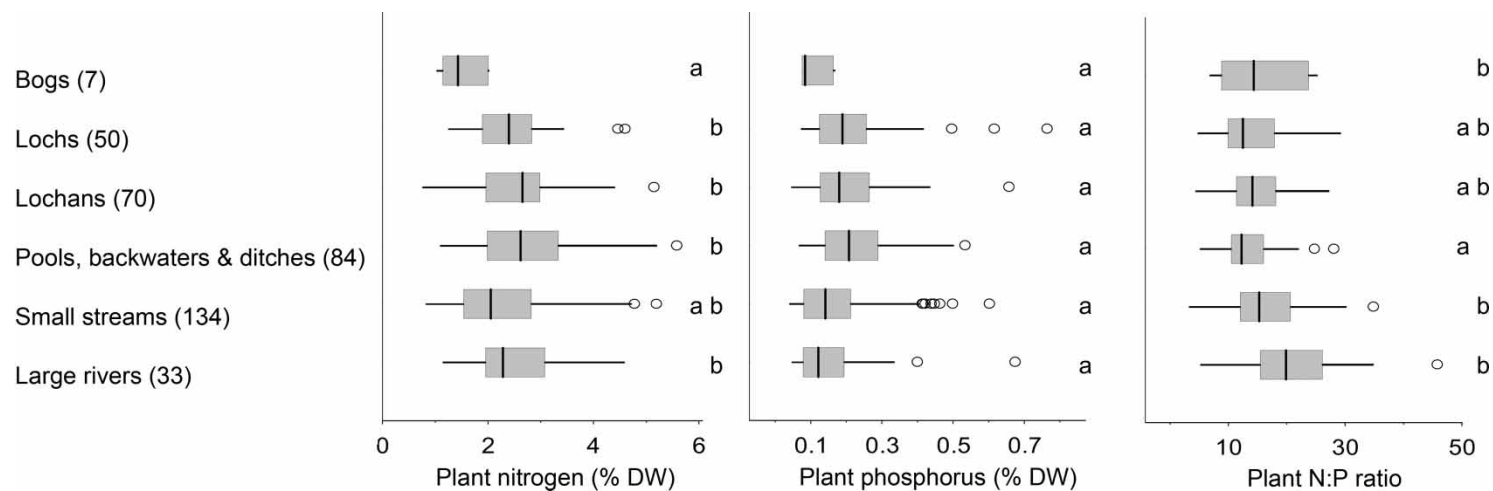 Bogs (7) a a b
Lochs (50) b a a b
Lochans (70) b a a b
Pools, backwaters & ditches (84) b a a
Small streams (134) a b a b
Large rivers (33) b a b
0 2 4 6 0.1 0.3 0.5 0.7 10 30 50
Plant nitrogen (% DW) Plant phosphorus (% DW) Plant N:P ratio